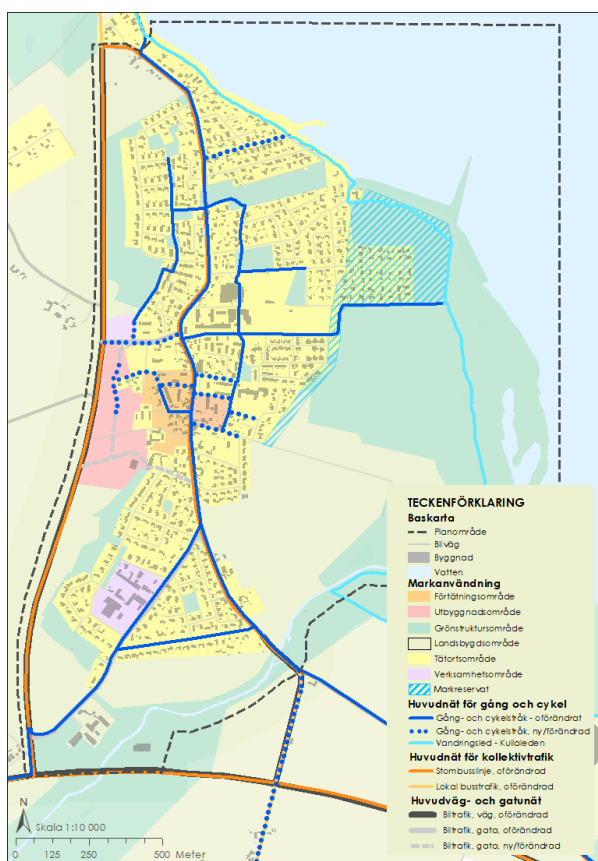 TECKENFÖRKLARING
Baskarta
Planområde
Bilväg
Byggnad
Vatten
Markanvändning
Förtätningsområde
Utbyggnadsområde
Grönstruktursområde
Landsbygdsområde
Tätortsområde
Verksamhetsområde
Markreservat
Huvudnät för gång och cykel
Gång- och cykelstråk - oförändrat
Gång- och cykelstråk, ny/förändrad
Vandringsled - Kullaleden
Huvudnät för kollektivtrafik
Stombusslinje, oförändrad
Lokal busstrafik, oförändrad
Huvudväg- och gatunät
Biltrafik, väg, oförändrad
Biltrafik, gata, oförändrad
Biltrafik, gata, ny/förändrad
N
Skala 1:10 000
0 125 250 500 Meter